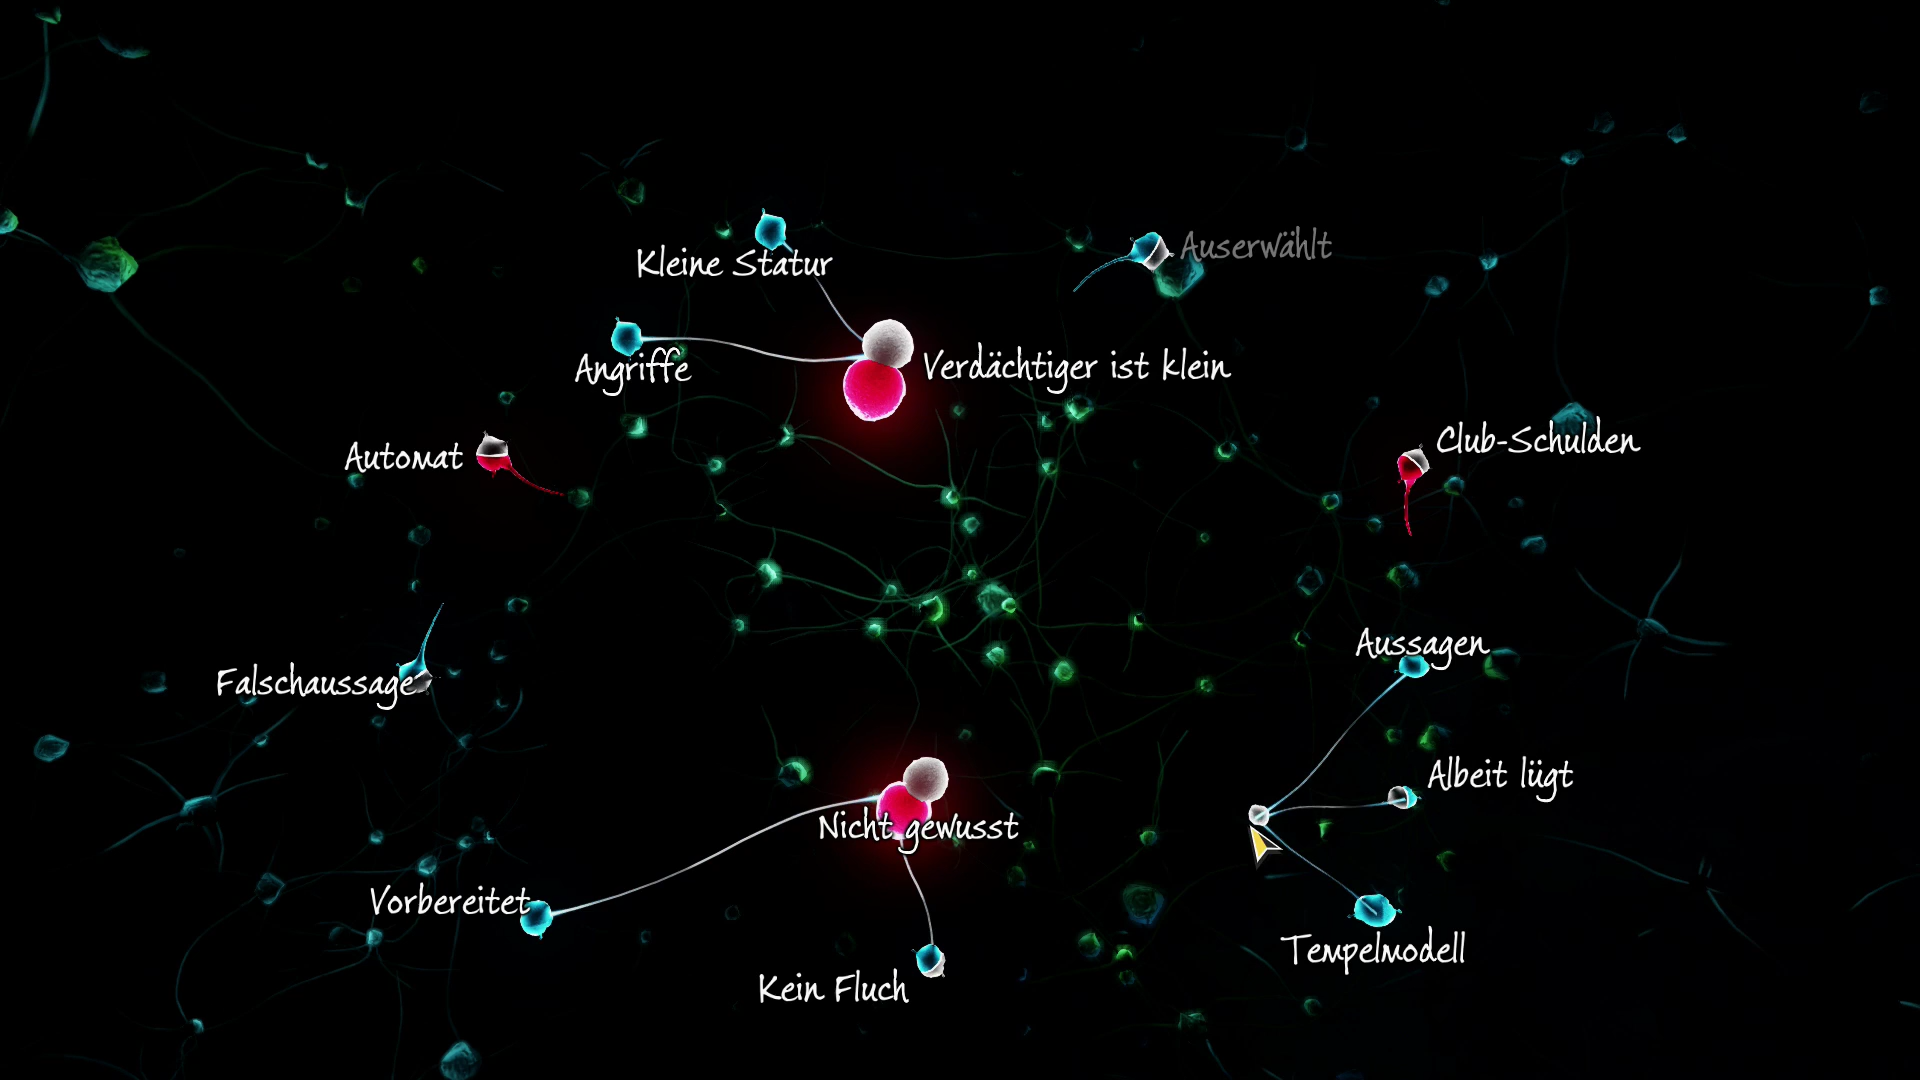 Kleine Statur
Auserwählt
Angriffe
Verdächtiger ist klein
Automat
Club-Schulden
Aussagen
Falschaussage
Albeit lügt
Nicht gewusst
Vorbereitet
Tempelmodell
Kein Fluch